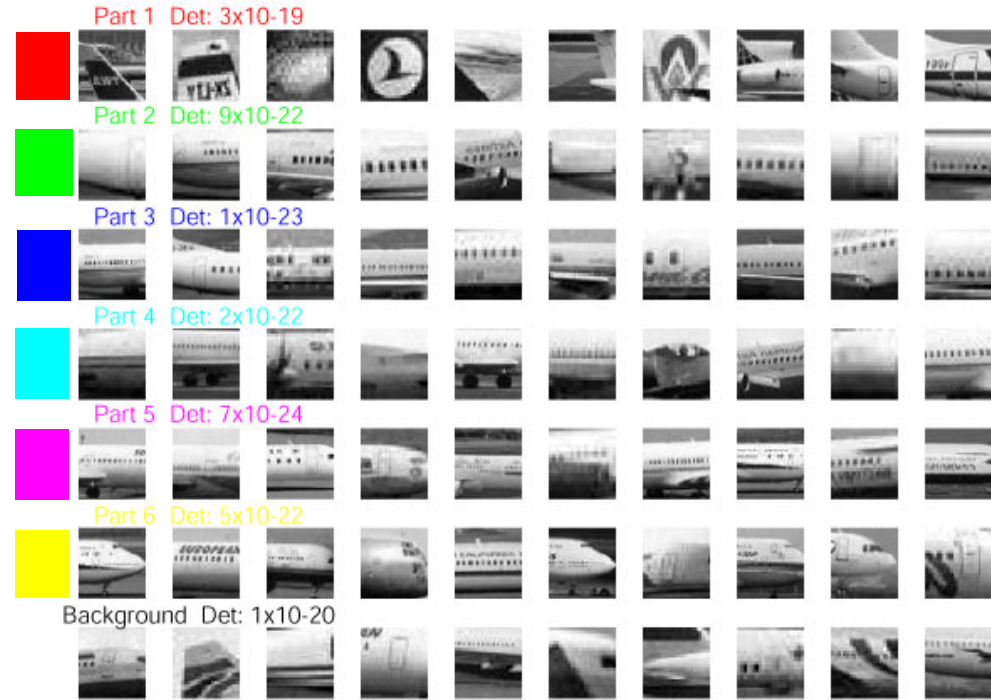 Part 1 Det: 3x10-19
Part 2 Det: 9x10-22
Part 3 Det: 1x10-23
Part 4 Det: 2x10-22
Part 5 Det: 7x10-24
Part 6 Det: 5x10-22
EUROPEAN
Background Det: 1x10-20